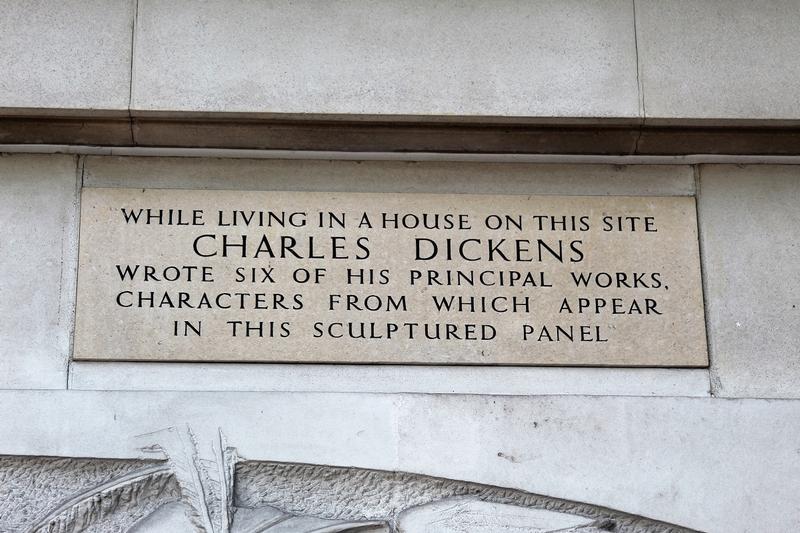 WHILE LIVING IN A HOUSE ON THIS SITE
CHARLES DICKENS
WROTE SIX OF HIS PRINCIPAL WORKS,
CHARACTERS FROM WHICH APPEAR
IN THIS SCULPTURED PANEL